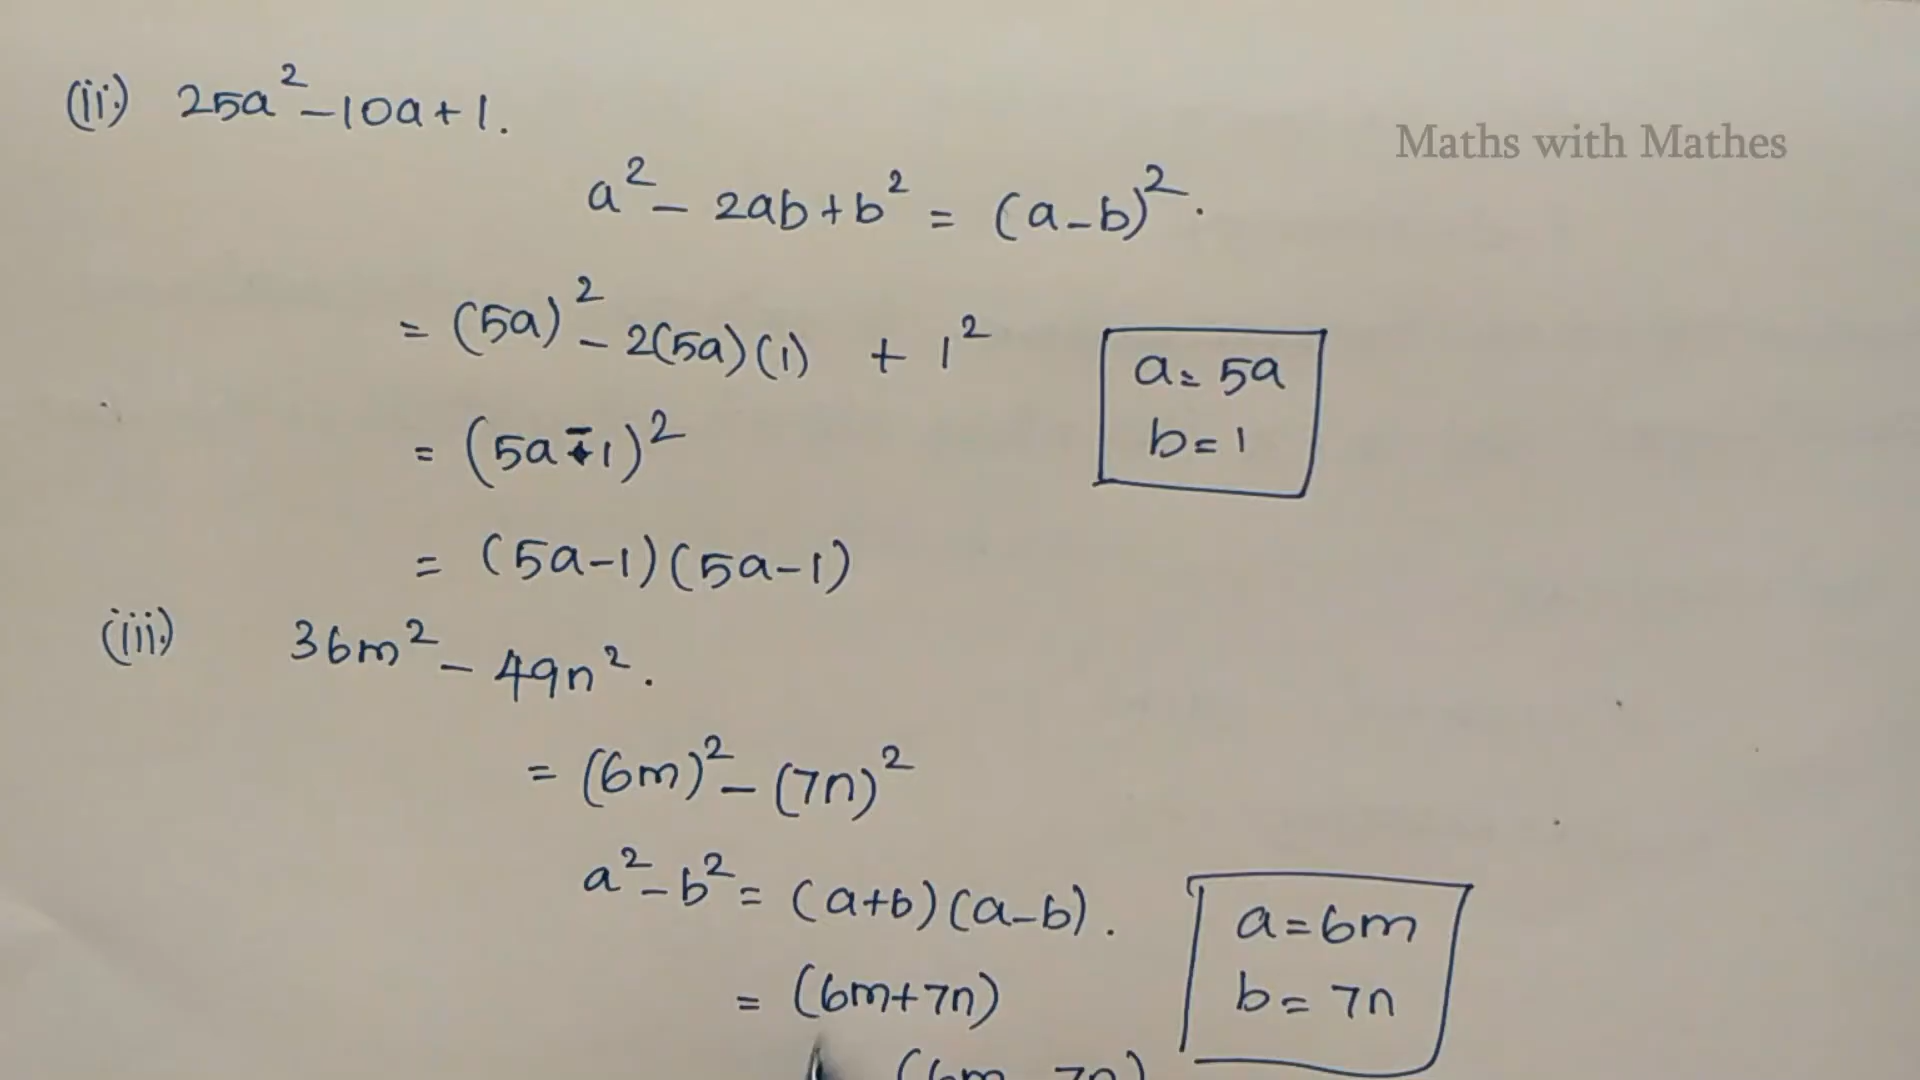 (ii) 25a² - 10a + 1.
Maths with Mathes
a² - 2ab + b² = (a - b)².
= (5a)² - 2(5a)(1) + 1²
a = 5a
b = 1
= (5a - 1)²
= (5a - 1)(5a - 1)
(iii) 36m² - 49n².
= (6m)² - (7n)²
a² - b² = (a + b)(a - b).
a = 6m
b = 7n
= (6m + 7n)
(6m - 7n)